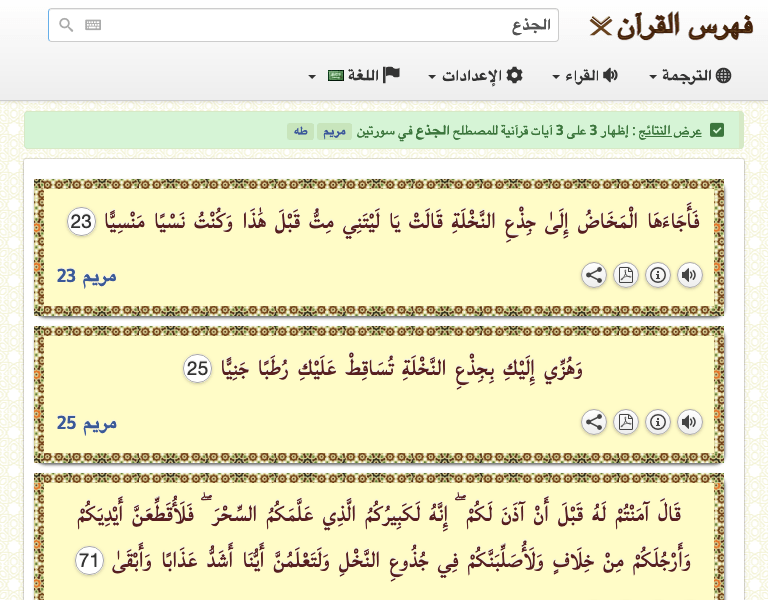 فهرس القرآن
الجذع
الترجمة القراء الإعدادات اللغة
عرض النتائج : إظهار 3 على 3 آيات قرآنية للمصطلح الجذع في سورتين مريم طه
فَأَجَاءَهَا الْمَخَاضُ إِلَىٰ جِذْعِ النَّخْلَةِ قَالَتْ يَا لَيْتَنِي مِتُّ قَبْلَ هَٰذَا وَكُنْتُ نَسْيًا مَنْسِيًّا 23
مريم 23
وَهُزِّي إِلَيْكِ بِجِذْعِ النَّخْلَةِ تُسَاقِطْ عَلَيْكِ رُطَبًا جَنِيًّا 25
مريم 25
قَالَ آمَنْتُمْ لَهُ قَبْلَ أَنْ آذَنَ لَكُمْ ۖ إِنَّهُ لَكَبِيرُكُمُ الَّذِي عَلَّمَكُمُ السِّحْرَ ۖ فَلَأُقَطِّعَنَّ أَيْدِيَكُمْ
وَأَرْجُلَكُمْ مِنْ خِلَافٍ وَلَأُصَلِّبَنَّكُمْ فِي جُذُوعِ النَّخْلِ وَلَتَعْلَمُنَّ أَيُّنَا أَشَدُّ عَذَابًا وَأَبْقَىٰ 71